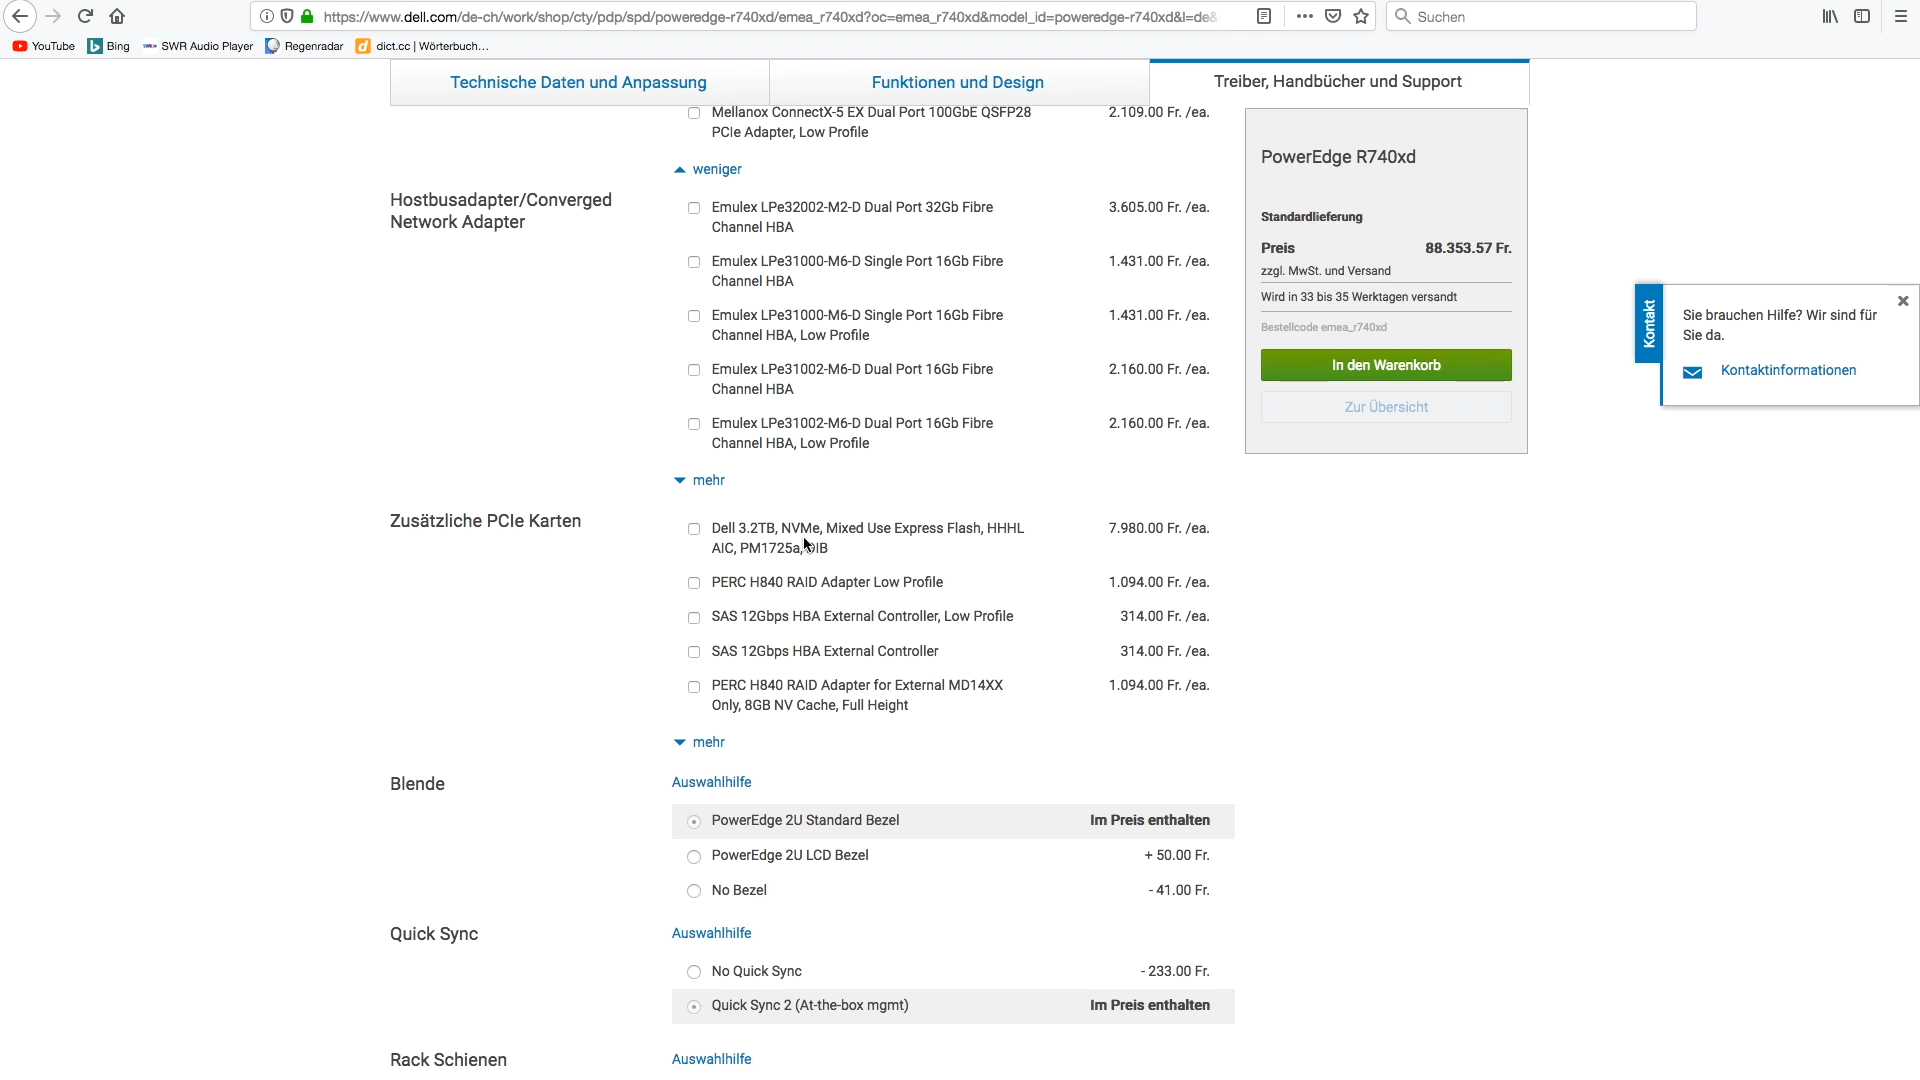 https://www.dell.com/de-ch/work/shop/cty/pdp/spd/poweredge-r740xd/emea_r740xd?oc=emea_r740xd&model_id=poweredge-r740xd&l=de&
Suchen
YouTube
Bing
SWR Audio Player
Regenradar
dict.cc | Wörterbuch...
Technische Daten und Anpassung
Funktionen und Design
Treiber, Handbücher und Support
Mellanox ConnectX-5 EX Dual Port 100GbE QSFP28 2.109.00 Fr. /ea.
PCIe Adapter, Low Profile
weniger
Hostbusadapter/Converged
Network Adapter
Emulex LPe32002-M2-D Dual Port 32Gb Fibre 3.605.00 Fr. /ea.
Channel HBA
Emulex LPe31000-M6-D Single Port 16Gb Fibre 1.431.00 Fr. /ea.
Channel HBA
Emulex LPe31000-M6-D Single Port 16Gb Fibre 1.431.00 Fr. /ea.
Channel HBA, Low Profile
Emulex LPe31002-M6-D Dual Port 16Gb Fibre 2.160.00 Fr. /ea.
Channel HBA
Emulex LPe31002-M6-D Dual Port 16Gb Fibre 2.160.00 Fr. /ea.
Channel HBA, Low Profile
mehr
Zusätzliche PCIe Karten
Dell 3.2TB, NVMe, Mixed Use Express Flash, HHHL 7.980.00 Fr. /ea.
AIC, PM1725a, DIB
PERC H840 RAID Adapter Low Profile 1.094.00 Fr. /ea.
SAS 12Gbps HBA External Controller, Low Profile 314.00 Fr. /ea.
SAS 12Gbps HBA External Controller 314.00 Fr. /ea.
PERC H840 RAID Adapter for External MD14XX 1.094.00 Fr. /ea.
Only, 8GB NV Cache, Full Height
mehr
Blende
Auswahlhilfe
PowerEdge 2U Standard Bezel Im Preis enthalten
PowerEdge 2U LCD Bezel + 50.00 Fr.
No Bezel - 41.00 Fr.
Quick Sync
Auswahlhilfe
No Quick Sync - 233.00 Fr.
Quick Sync 2 (At-the-box mgmt) Im Preis enthalten
Rack Schienen
Auswahlhilfe
PowerEdge R740xd
Standardlieferung
Preis 88.353.57 Fr.
zzgl. MwSt. und Versand
Wird in 33 bis 35 Werktagen versandt
Bestellcode emea_r740xd
In den Warenkorb
Zur Übersicht
Kontakt
Sie brauchen Hilfe? Wir sind für
Sie da.
Kontaktinformationen